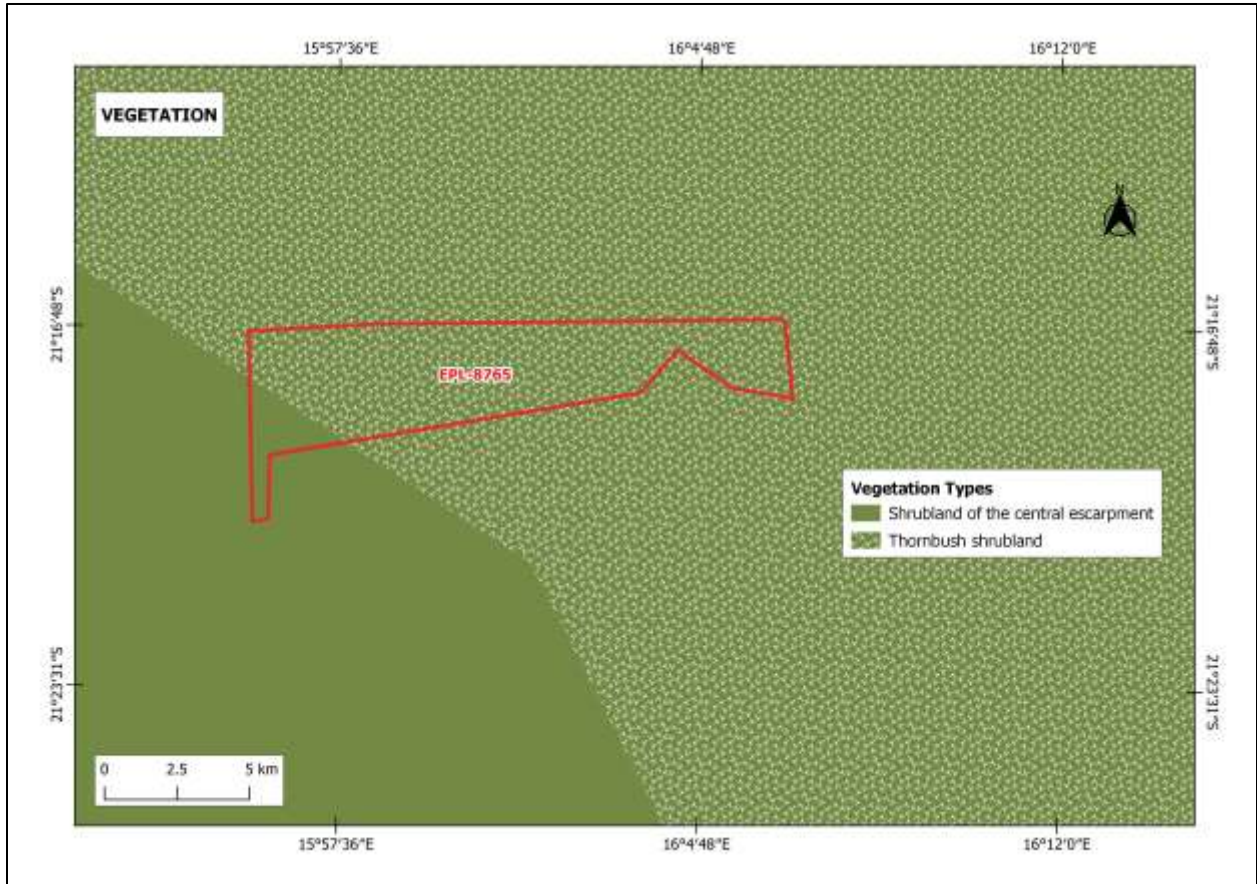 15°57'36"E
16°4'48"E
16°12'0"E
VEGETATION
N
21°16'48"S
21°16'48"S
EPL-8765
Vegetation Types
Shrubland of the central escarpment
Thornbush shrubland
21°23'31"S
21°23'31"S
0 2.5 5 km
15°57'36"E
16°4'48"E
16°12'0"E